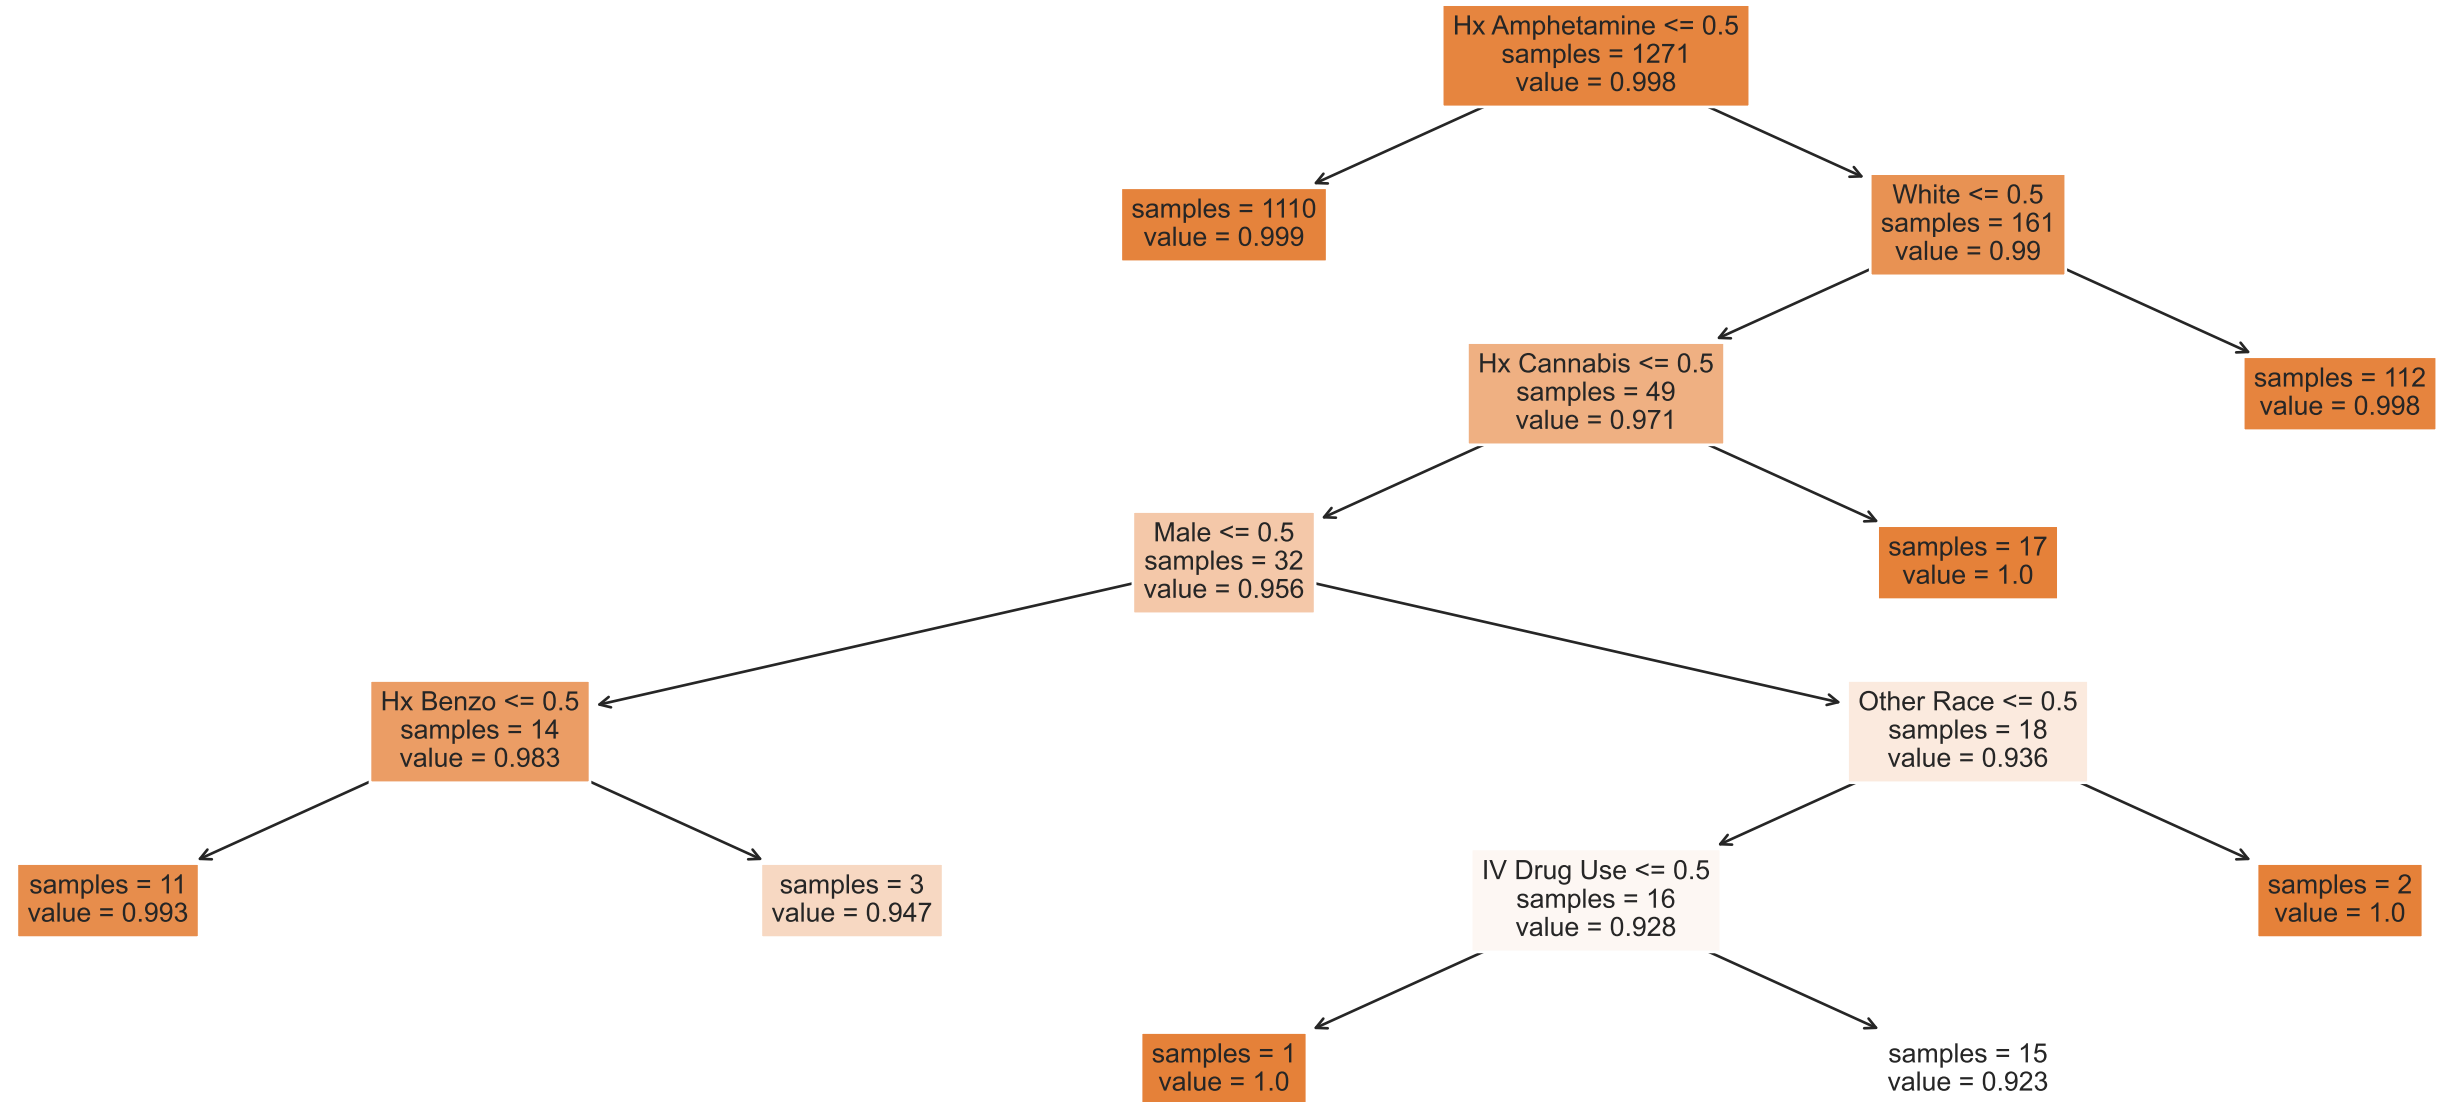 Hx Amphetamine <= 0.5
samples = 1271
value = 0.998
samples = 1110
value = 0.999
White <= 0.5
samples = 161
value = 0.99
Hx Cannabis <= 0.5
samples = 49
value = 0.971
samples = 112
value = 0.998
Male <= 0.5
samples = 32
value = 0.956
samples = 17
value = 1.0
Hx Benzo <= 0.5
samples = 14
value = 0.983
Other Race <= 0.5
samples = 18
value = 0.936
samples = 11
value = 0.993
samples = 3
value = 0.947
IV Drug Use <= 0.5
samples = 16
value = 0.928
samples = 2
value = 1.0
samples = 1
value = 1.0
samples = 15
value = 0.923